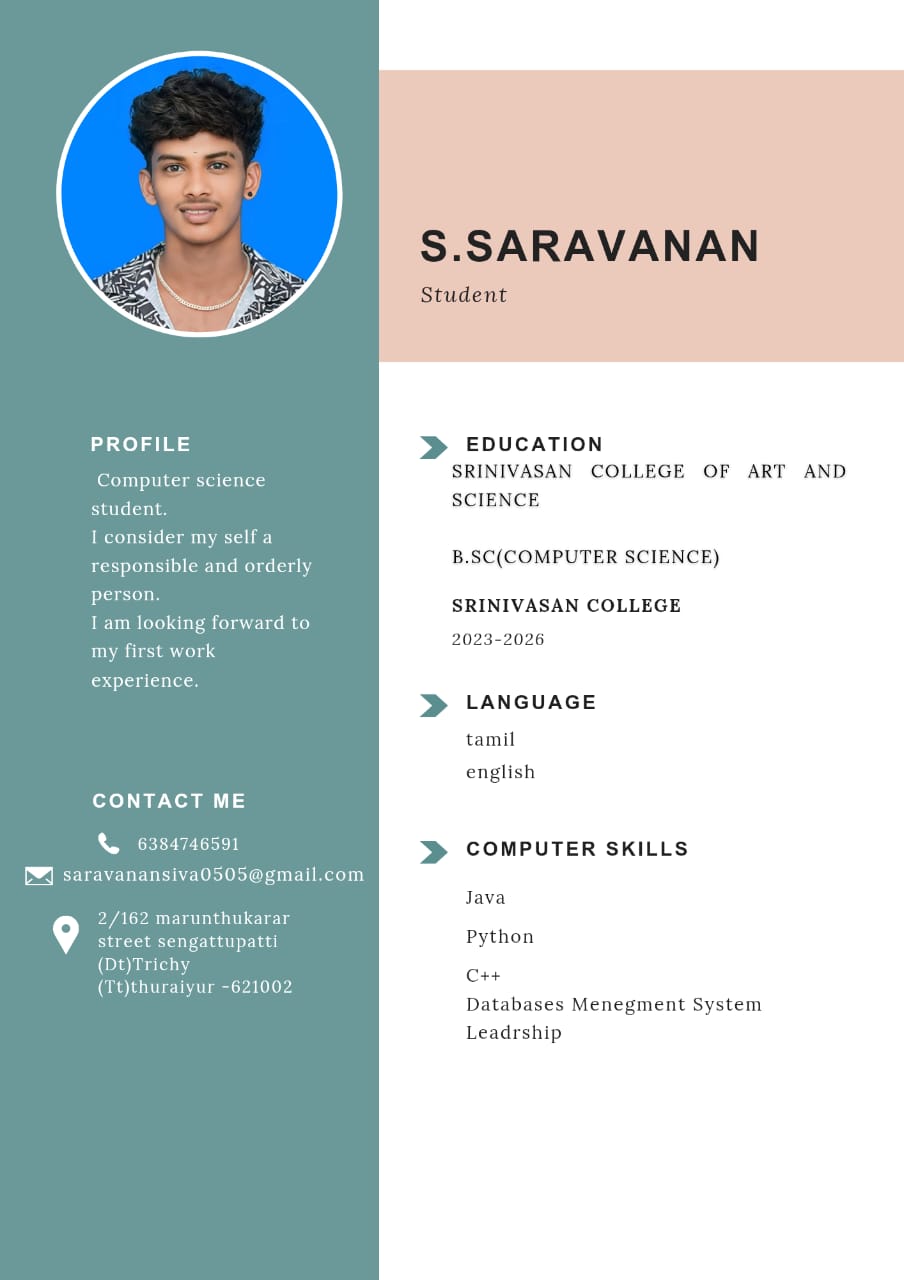 S.SARAVANAN
Student
PROFILE
Computer science
student.
I consider my self a
responsible and orderly
person.
I am looking forward to
my first work
experience.
CONTACT ME
6384746591
saravanansiva0505@gmail.com
2/162 marunthukarar
street sengattupatti
(Dt)Trichy
(Tt)thuraiyur -621002
EDUCATION
SRINIVASAN COLLEGE OF ART AND
SCIENCE
B.SC(COMPUTER SCIENCE)
SRINIVASAN COLLEGE
2023-2026
LANGUAGE
tamil
english
COMPUTER SKILLS
Java
Python
C++
Databases Menegment System
Leadrship